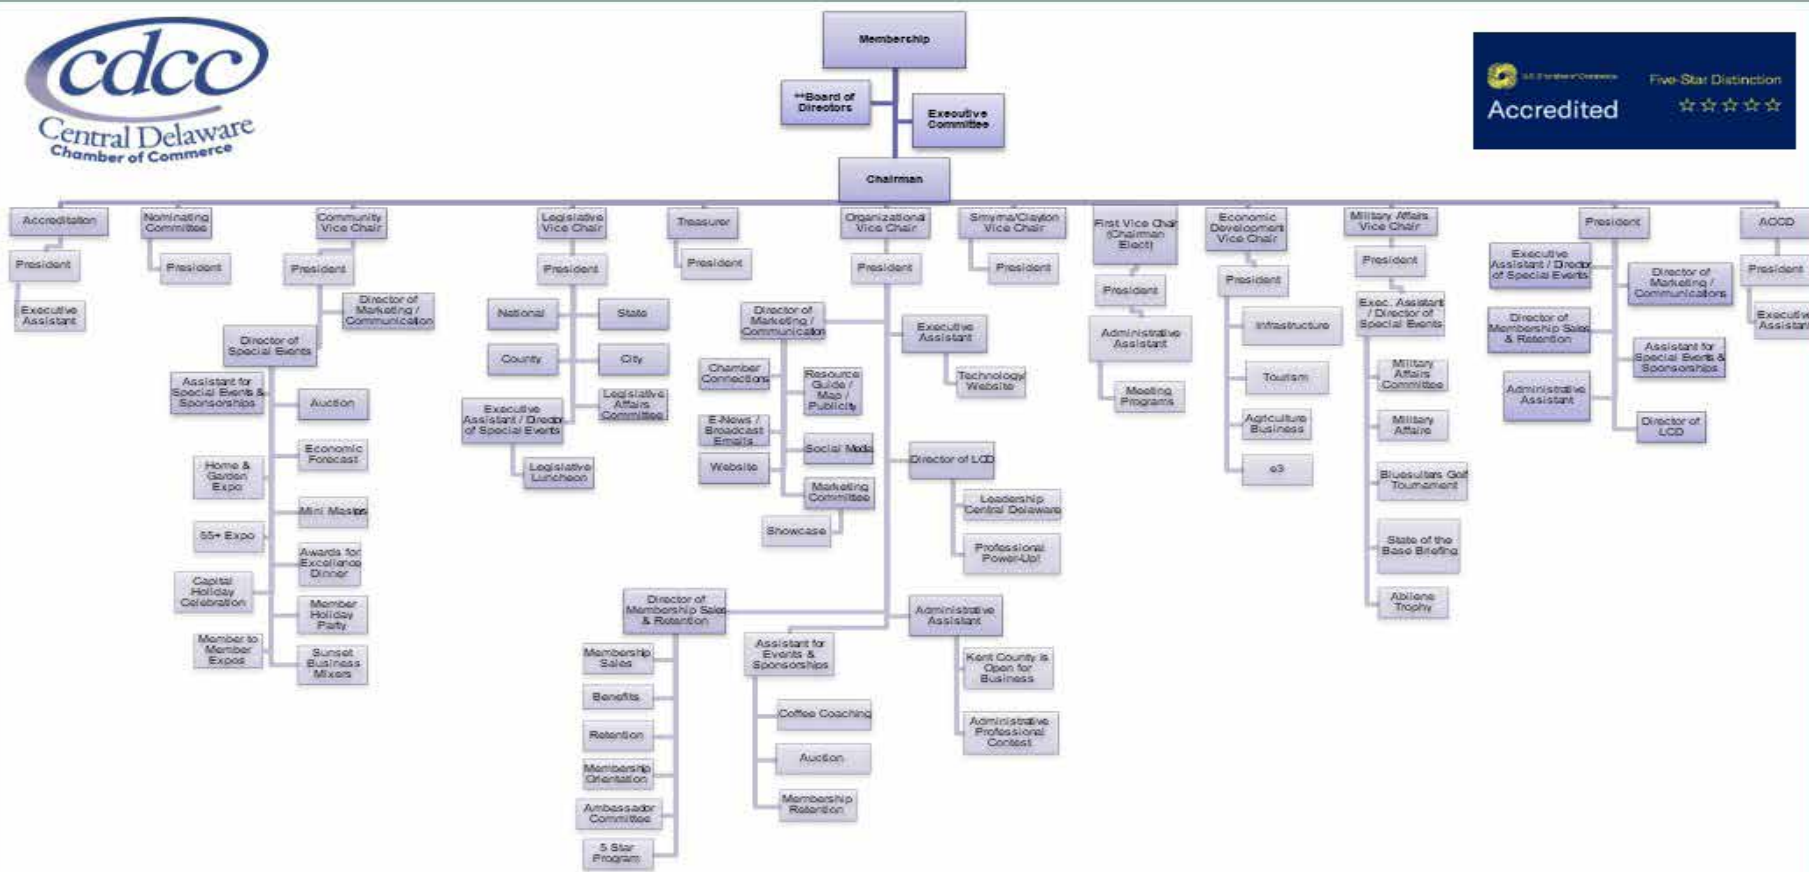 cdcc
Central Delaware
Chamber of Commerce
Membership
**Board of
Directors
Executive
Committee
Chairman
Accredited
Five-Star Distinction
Accreditation
President
Executive
Assistant
Nominating
Committee
President
Community
Vice Chair
President
Director of
Marketing /
Communication
Director of
Special Events
Assistant for
Special Events &
Sponsorships
Auction
Economic
Forecast
Home &
Garden
Expo
Mini Masters
55+ Expo
Awards for
Excellence
Dinner
Capital
Holiday
Celebration
Member
Holiday
Party
Member to
Member
Expos
Sunset
Business
Mixers
Legislative
Vice Chair
President
National
State
County
City
Legislative
Affairs
Committee
Executive
Assistant / Director
of Special Events
Legislative
Luncheon
Treasurer
President
Organizational
Vice Chair
President
Director of
Marketing /
Communication
Chamber
Connections
Resource
Guide /
Map /
Publicity
E-News /
Broadcast
Emails
Social Media
Website
Marketing
Committee
Showcase
Executive
Assistant
Technology
Website
Director of LCD
Leadership
Central Delaware
Professional
Power-Up!
Director of
Membership Sales
& Retention
Membership
Sales
Benefits
Retention
Membership
Orientation
Ambassador
Committee
5 Star
Program
Assistant for
Events &
Sponsorships
Coffee Coaching
Auction
Membership
Retention
Administrative
Assistant
Kent County is
Open for
Business
Administrative
Professional
Contest
Smyrna/Clayton
Vice Chair
President
First Vice Chair
(Chairman
Elect)
President
Administrative
Assistant
Meeting
Programs
Economic
Development
Vice Chair
President
Infrastructure
Tourism
Agriculture
Business
e3
Military Affairs
Vice Chair
President
Exec. Assistant
/ Director of
Special Events
Military
Affairs
Committee
Military
Affairs
Bluesuiters Golf
Tournament
State of the
Base Briefing
Abilene
Trophy
President
Executive
Assistant / Director
of Special Events
Director of
Marketing /
Communications
Director of
Membership Sales
& Retention
Assistant for
Special Events &
Sponsorships
Administrative
Assistant
Director of
LCD
ACCD
President
Executive
Assistant